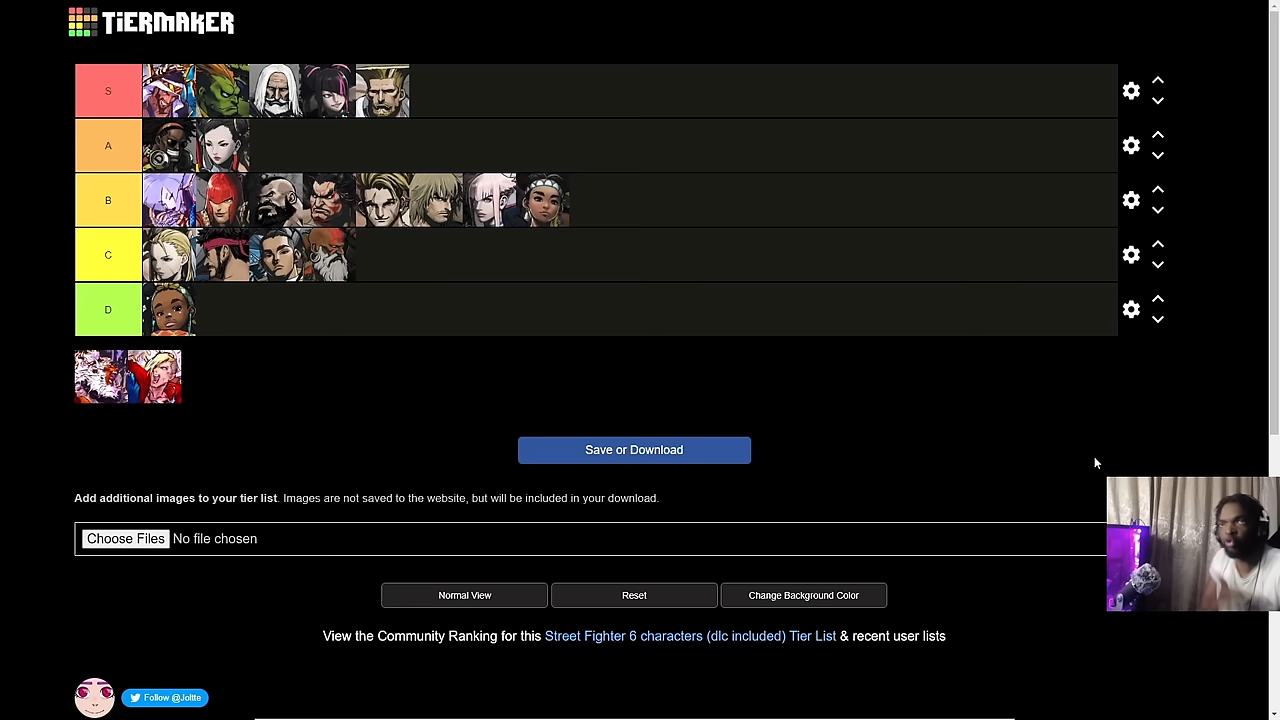 TIERMAKER
S
A
B
C
D
Save or Download
Add additional images to your tier list. Images are not saved to the website, but will be included in your download.
Choose Files No file chosen
Normal View Reset Change Background Color
View the Community Ranking for this Street Fighter 6 characters (dlc included) Tier List & recent user lists
Follow @Joltte